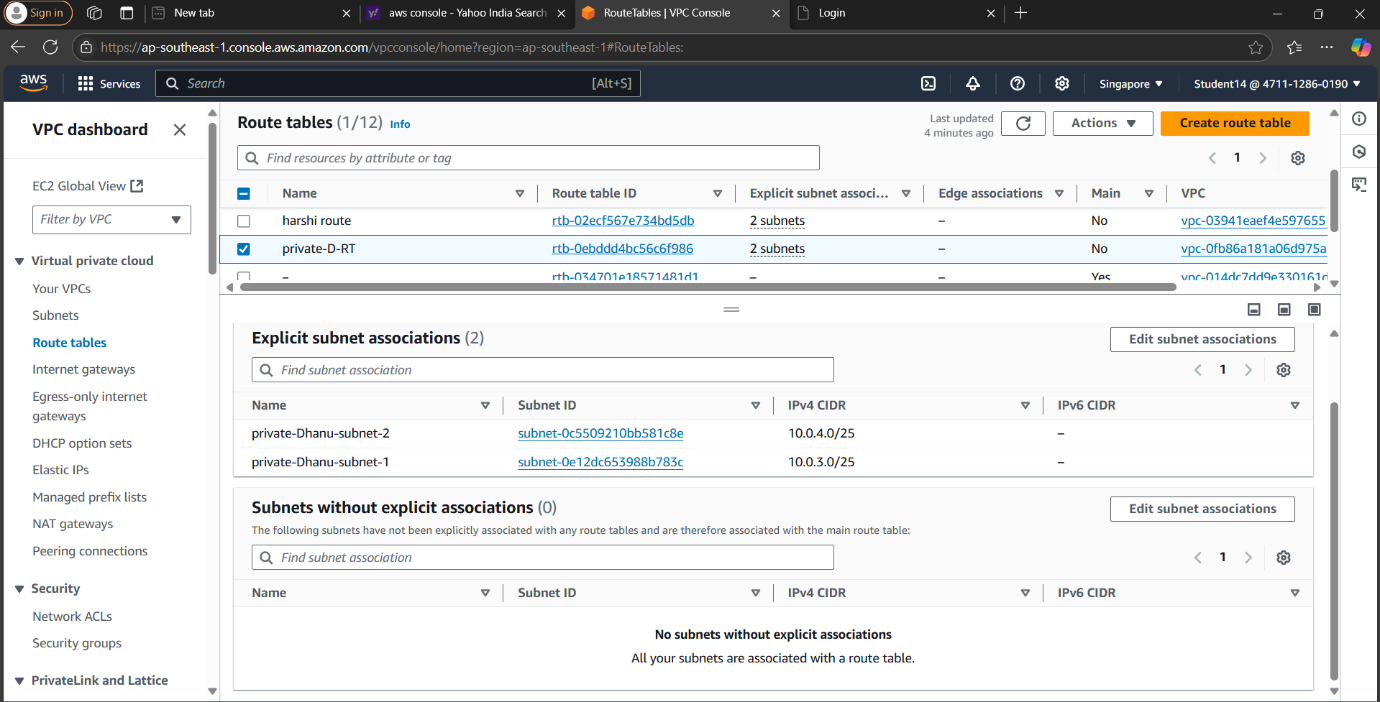 Sign in
New tab
aws console - Yahoo India Search
RouteTables | VPC Console
Login
https://ap-southeast-1.console.aws.amazon.com/vpcconsole/home?region=ap-southeast-1#RouteTables:
aws
Services
Search
[Alt+S]
Singapore
Student14 @ 4711-1286-0190
VPC dashboard
EC2 Global View
Filter by VPC
Virtual private cloud
Your VPCs
Subnets
Route tables
Internet gateways
Egress-only internet
gateways
DHCP option sets
Elastic IPs
Managed prefix lists
NAT gateways
Peering connections
Security
Network ACLs
Security groups
PrivateLink and Lattice
Route tables (1/12) Info
Last updated
4 minutes ago
Actions
Create route table
Find resources by attribute or tag
1
Name Route table ID Explicit subnet associ... Edge associations Main VPC
harshi route rtb-02ecf567e734bd5db 2 subnets – No vpc-03941eaef4e597655
private-D-RT rtb-0ebddd4bc56c6f986 2 subnets – No vpc-0fb86a181a06d975a
– rtb-034701e18571481d1 – – Yes vpc-014dc7dd9e330161d
Explicit subnet associations (2)
Edit subnet associations
Find subnet association
1
Name Subnet ID IPv4 CIDR IPv6 CIDR
private-Dhanu-subnet-2 subnet-0c5509210bb581c8e 10.0.4.0/25 –
private-Dhanu-subnet-1 subnet-0e12dc653988b783c 10.0.3.0/25 –
Subnets without explicit associations (0)
Edit subnet associations
The following subnets have not been explicitly associated with any route tables and are therefore associated with the main route table:
Find subnet association
1
Name Subnet ID IPv4 CIDR IPv6 CIDR
No subnets without explicit associations
All your subnets are associated with a route table.